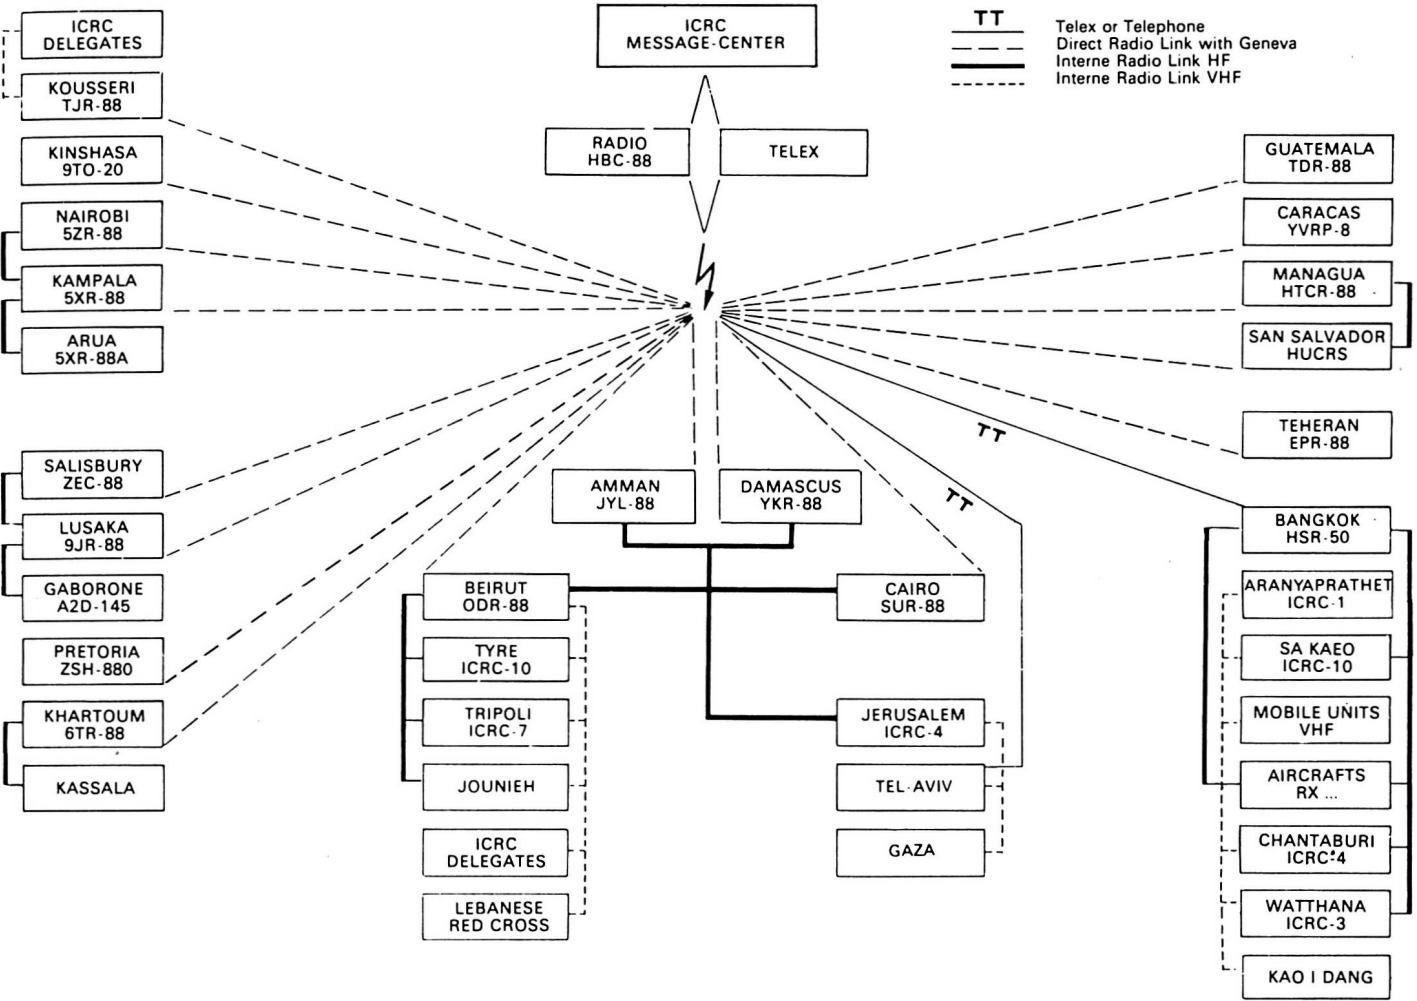 ICRC
DELEGATES
KOUSSERI
TJR-88
KINSHASA
9TO-20
NAIROBI
5ZR-88
KAMPALA
5XR-88
ARUA
5XR-88A
SALISBURY
ZEC-88
LUSAKA
9JR-88
GABORONE
A2D-145
PRETORIA
ZSH-880
KHARTOUM
6TR-88
KASSALA
ICRC
MESSAGE-CENTER
RADIO
HBC-88
TELEX
TT
Telex or Telephone
Direct Radio Link with Geneva
Interne Radio Link HF
Interne Radio Link VHF
TT
TT
AMMAN
JYL-88
DAMASCUS
YKR-88
BEIRUT
ODR-88
TYRE
ICRC-10
TRIPOLI
ICRC-7
JOUNIEH
ICRC
DELEGATES
LEBANESE
RED CROSS
CAIRO
SUR-88
JERUSALEM
ICRC-4
TEL-AVIV
GAZA
GUATEMALA
TDR-88
CARACAS
YVRP-8
MANAGUA
HTCR-88
SAN SALVADOR
HUCRS
TEHERAN
EPR-88
BANGKOK
HSR-50
ARANYAPRATHET
ICRC-1
SA KAEO
ICRC-10
MOBILE UNITS
VHF
AIRCRAFTS
RX ...
CHANTABURI
ICRC-4
WATTHANA
ICRC-3
KAO I DANG